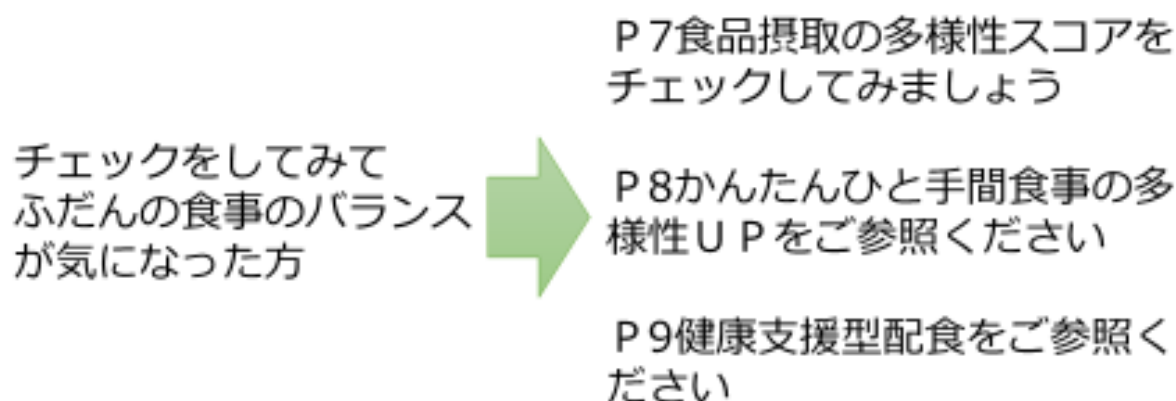 チェックをしてみて
ふだんの食事のバランス
が気になった方
P7食品摂取の多様性スコアを
チェックしてみましょう
P8かんたんひと手間食事の多
様性UPをご参照ください
P9健康支援型配食をご参照く
ださい